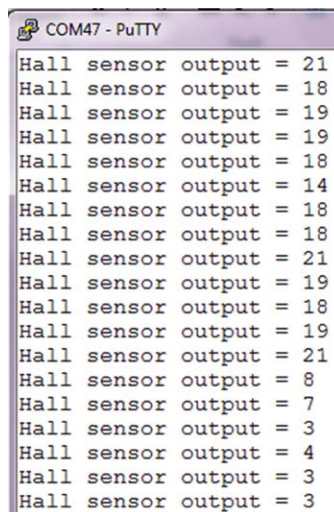 COM47 - PuTTY
Hall sensor output = 21
Hall sensor output = 18
Hall sensor output = 19
Hall sensor output = 19
Hall sensor output = 18
Hall sensor output = 14
Hall sensor output = 18
Hall sensor output = 18
Hall sensor output = 21
Hall sensor output = 19
Hall sensor output = 18
Hall sensor output = 19
Hall sensor output = 21
Hall sensor output = 8
Hall sensor output = 7
Hall sensor output = 3
Hall sensor output = 4
Hall sensor output = 3
Hall sensor output = 3